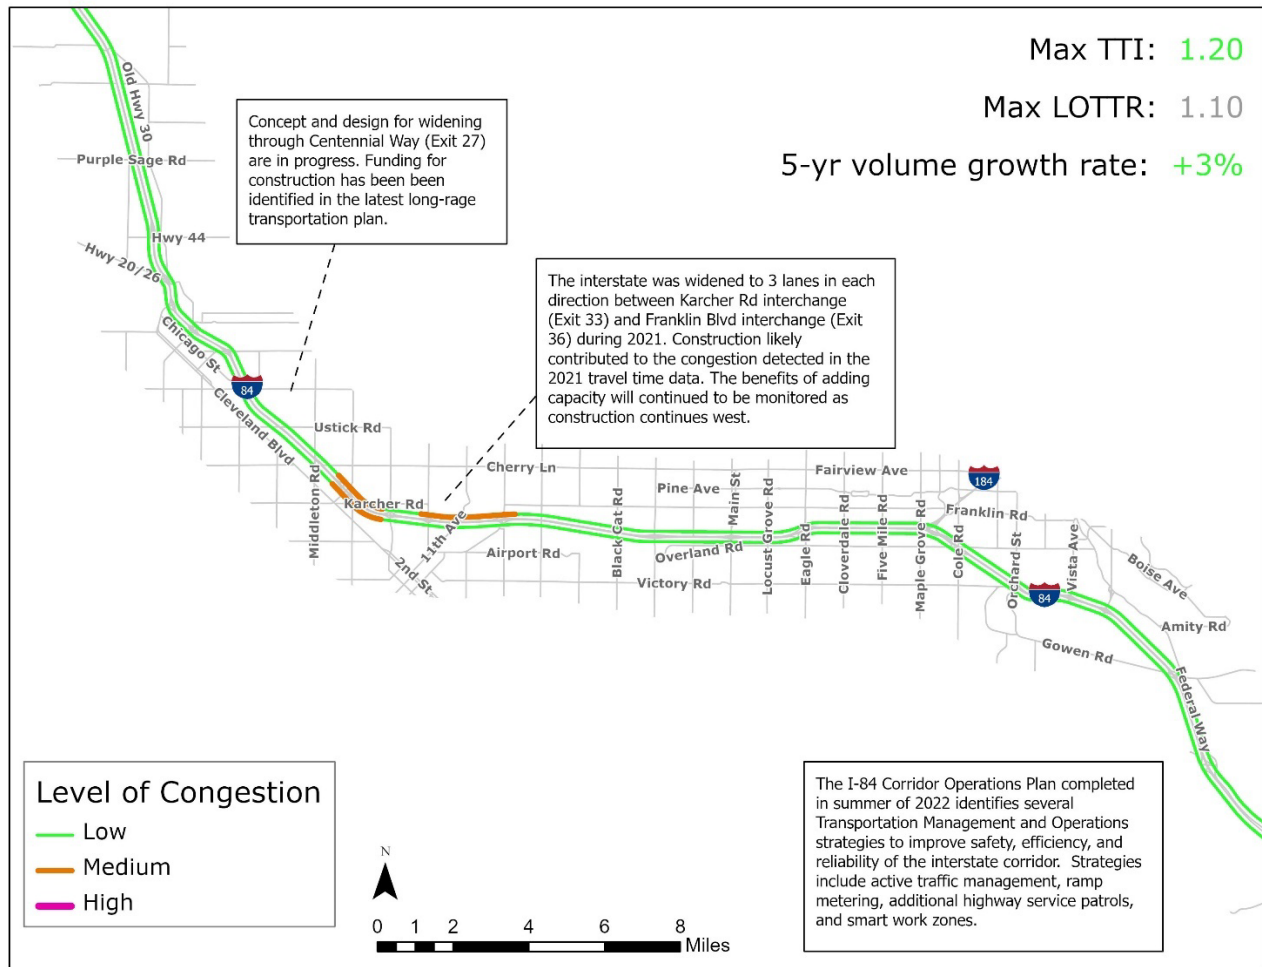 Max TTI: 1.20
Max LOTTR: 1.10
5-yr volume growth rate: +3%
Old Hwy 30
Purple Sage Rd
Hwy 44
Hwy 20/26
Concept and design for widening
through Centennial Way (Exit 27)
are in progress. Funding for
construction has been been
identified in the latest long-rage
transportation plan.
The interstate was widened to 3 lanes in each
direction between Karcher Rd interchange
(Exit 33) and Franklin Blvd interchange (Exit
36) during 2021. Construction likely
contributed to the congestion detected in the
2021 travel time data. The benefits of adding
capacity will continued to be monitored as
construction continues west.
Chicago St
84
Cleveland Blvd
Ustick Rd
Middleton Rd
Karcher Rd
Cherry Ln
Fairview Ave
184
Pine Ave
Franklin Rd
11th Ave
2nd St
Airport Rd
Black Cat Rd
Overland Rd
Victory Rd
Main St
Locust Grove Rd
Eagle Rd
Cloverdale Rd
Five Mile Rd
Maple Grove Rd
Cole Rd
Orchard St
Vista Ave
84
Boise Ave
Amity Rd
Gowen Rd
Federal Way
Level of Congestion
Low
Medium
High
N
0 1 2 4 6 8
Miles
The I-84 Corridor Operations Plan completed
in summer of 2022 identifies several
Transportation Management and Operations
strategies to improve safety, efficiency, and
reliability of the interstate corridor. Strategies
include active traffic management, ramp
metering, additional highway service patrols,
and smart work zones.